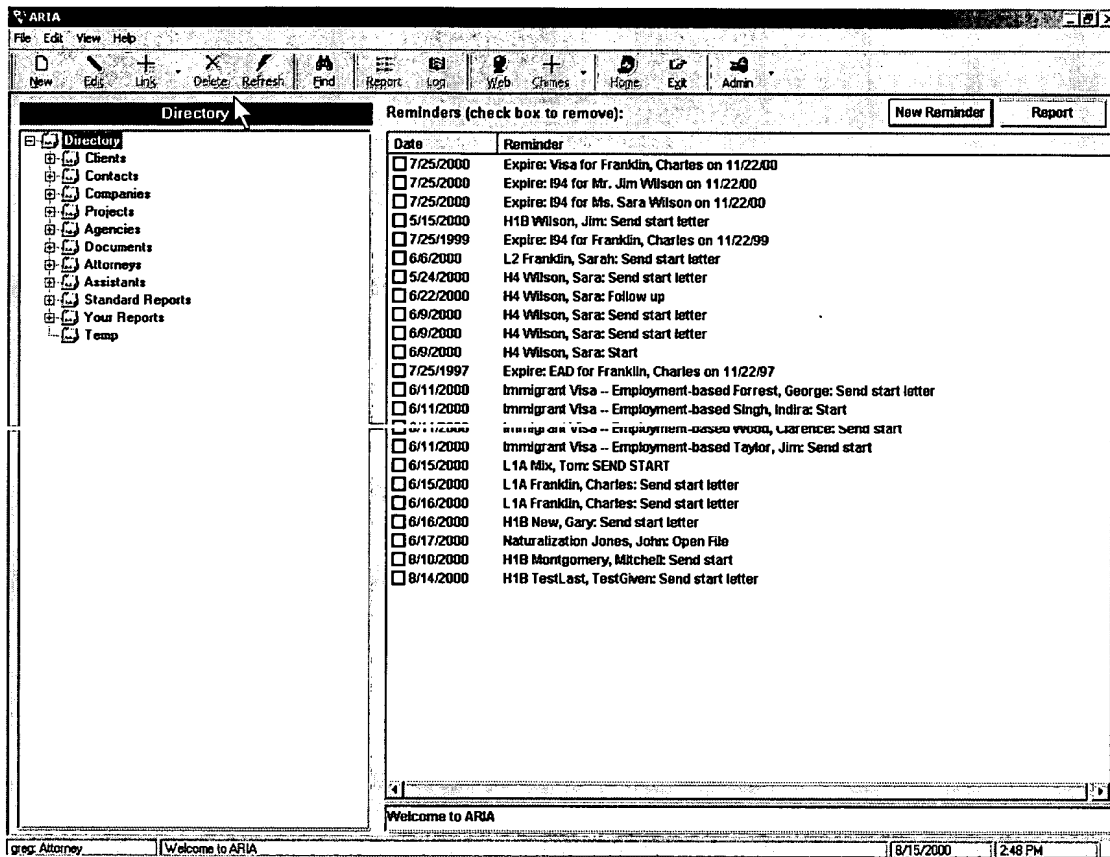 ARIA
File Edit View Help
New Edit Link Delete Refresh Find Report Log Web Chimes Home Exit Admin
Directory
Reminders (check box to remove):
New Reminder
Report
Directory
Clients
Contacts
Companies
Projects
Agencies
Documents
Attorneys
Assistants
Standard Reports
Your Reports
Temp
Date Reminder
7/25/2000 Expire: Visa for Franklin, Charles on 11/22/00
7/25/2000 Expire: I94 for Mr. Jim Wilson on 11/22/00
7/25/2000 Expire: I94 for Ms. Sara Wilson on 11/22/00
5/15/2000 H1B Wilson, Jim: Send start letter
7/25/1999 Expire: I94 for Franklin, Charles on 11/22/99
6/6/2000 L2 Franklin, Sarah: Send start letter
5/24/2000 H4 Wilson, Sara: Send start letter
6/22/2000 H4 Wilson, Sara: Follow up
6/9/2000 H4 Wilson, Sara: Send start letter
6/9/2000 H4 Wilson, Sara: Send start letter
6/9/2000 H4 Wilson, Sara: Start
7/25/1997 Expire: EAD for Franklin, Charles on 11/22/97
6/11/2000 Immigrant Visa -- Employment-based Forrest, George: Send start letter
6/11/2000 Immigrant Visa -- Employment-based Singh, Indira: Start
6/11/2000 Immigrant Visa -- Employment-based Wood, Clarence: Send start
6/11/2000 Immigrant Visa -- Employment-based Taylor, Jim: Send start
6/15/2000 L1A Mix, Tom: SEND START
6/15/2000 L1A Franklin, Charles: Send start letter
6/16/2000 L1A Franklin, Charles: Send start letter
6/16/2000 H1B New, Gary: Send start letter
6/17/2000 Naturalization Jones, John: Open File
8/10/2000 H1B Montgomery, Mitchell: Send start
8/14/2000 H1B TestLast, TestGiven: Send start letter
Welcome to ARIA
greg: Attorney Welcome to ARIA 8/15/2000 2:48 PM